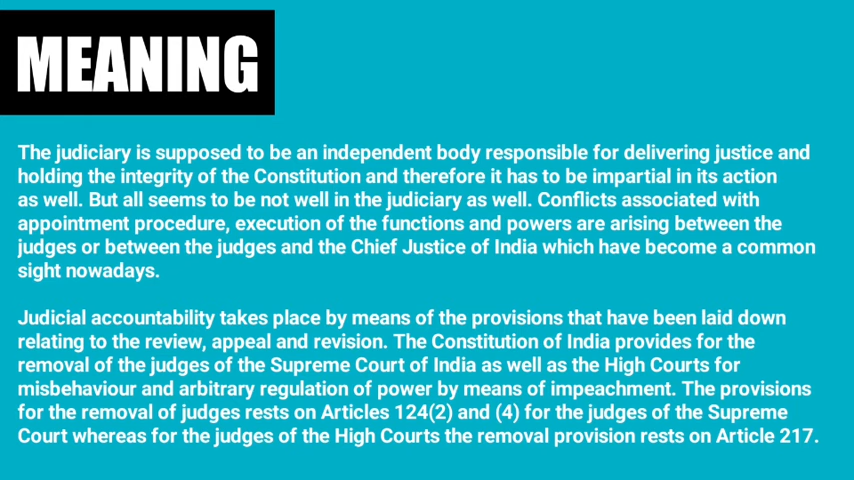 MEANING
The judiciary is supposed to be an independent body responsible for delivering justice and
holding the integrity of the Constitution and therefore it has to be impartial in its action
as well. But all seems to be not well in the judiciary as well. Conflicts associated with
appointment procedure, execution of the functions and powers are arising between the
judges or between the judges and the Chief Justice of India which have become a common
sight nowadays.
Judicial accountability takes place by means of the provisions that have been laid down
relating to the review, appeal and revision. The Constitution of India provides for the
removal of the judges of the Supreme Court of India as well as the High Courts for
misbehaviour and arbitrary regulation of power by means of impeachment. The provisions
for the removal of judges rests on Articles 124(2) and (4) for the judges of the Supreme
Court whereas for the judges of the High Courts the removal provision rests on Article 217.